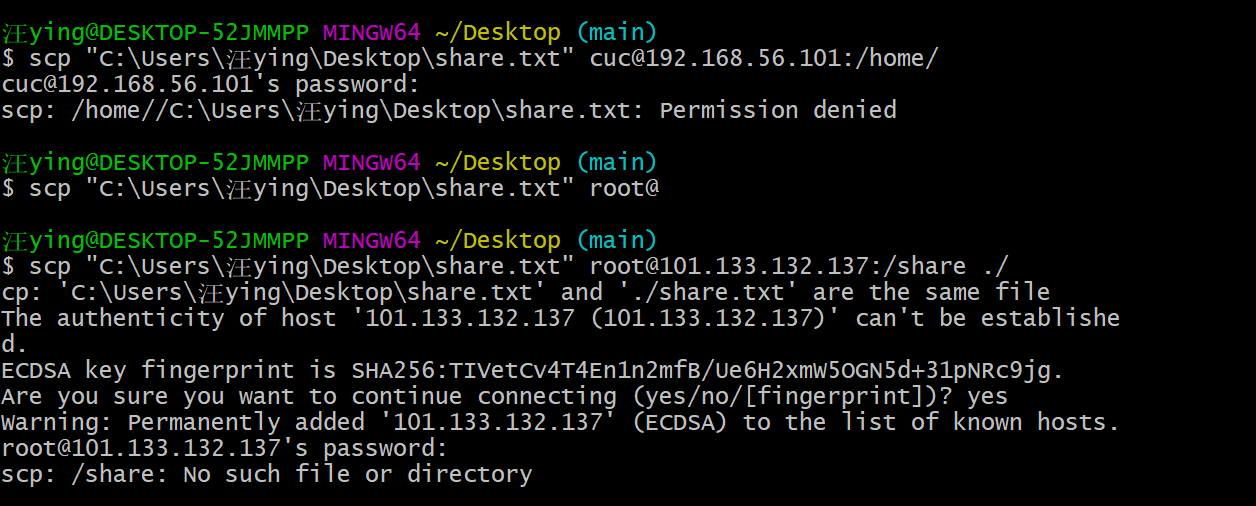 汪ying@DESKTOP-52JMMPP MINGW64 ~/Desktop (main)
$ scp "C:\Users\汪ying\Desktop\share.txt" cuc@192.168.56.101:/home/
cuc@192.168.56.101's password:
scp: /home//C:\Users\汪ying\Desktop\share.txt: Permission denied
汪ying@DESKTOP-52JMMPP MINGW64 ~/Desktop (main)
$ scp "C:\Users\汪ying\Desktop\share.txt" root@
汪ying@DESKTOP-52JMMPP MINGW64 ~/Desktop (main)
$ scp "C:\Users\汪ying\Desktop\share.txt" root@101.133.132.137:/share ./
cp: 'C:\Users\汪ying\Desktop\share.txt' and './share.txt' are the same file
The authenticity of host '101.133.132.137 (101.133.132.137)' can't be establishe
d.
ECDSA key fingerprint is SHA256:TIVetCv4T4En1n2mfB/Ue6H2xmW5OGN5d+31pNRc9jg.
Are you sure you want to continue connecting (yes/no/[fingerprint])? yes
Warning: Permanently added '101.133.132.137' (ECDSA) to the list of known hosts.
root@101.133.132.137's password:
scp: /share: No such file or directory